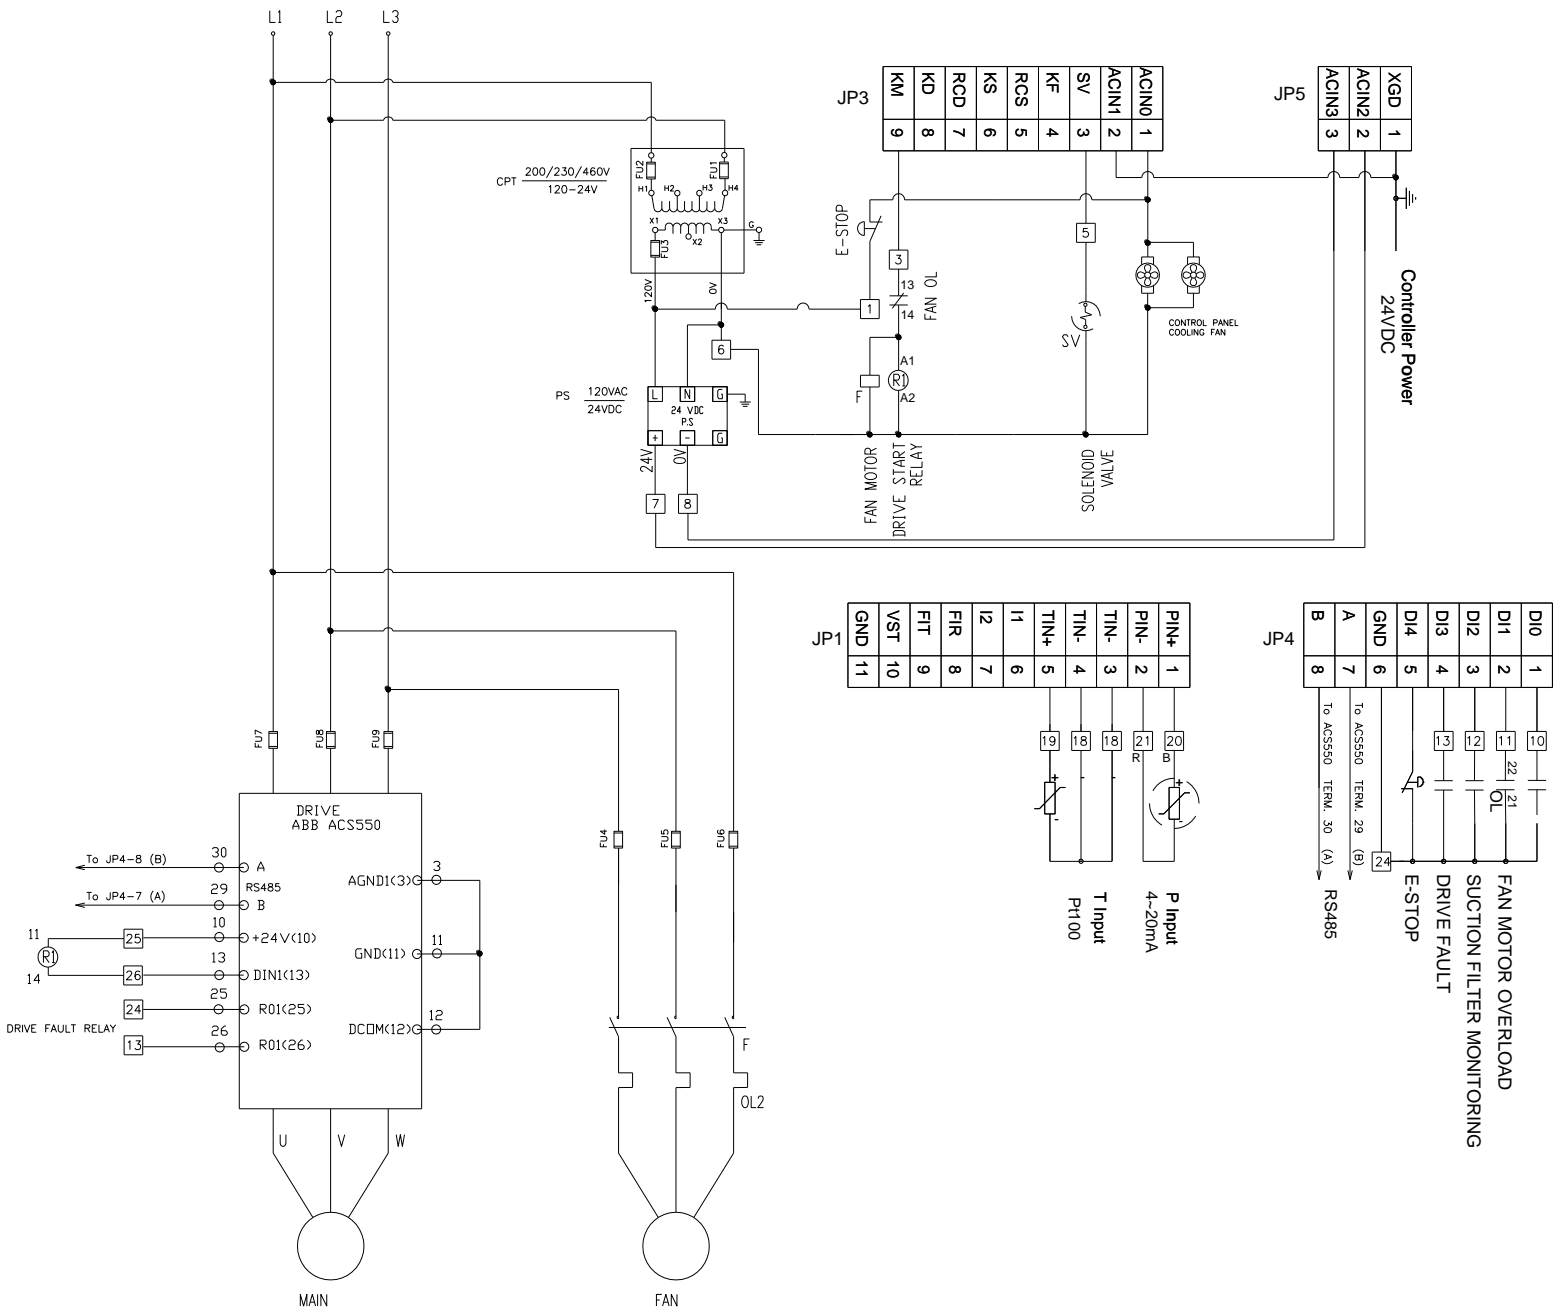 L1
L2
L3
JP3
KM
KD
RCD
KS
RCS
KF
SV
ACIN1
ACIN0
9
8
7
6
5
4
3
2
1
JP5
ACIN3
ACIN2
XGD
3
2
1
CPT 200/230/460V
120-24V
FU2
FU1
H1
H2
H3
H4
X1
X2
X3
G
FU3
120V
0V
E-STOP
1
3
13
14
FAN OL
5
SV
CONTROL PANEL
COOLING FAN
Controller Power
24VDC
6
A1
R1
A2
F
PS 120VAC
24VDC
L
N
G
24 VDC
P.S
+
-
G
24V
0V
7
8
FAN MOTOR
DRIVE START
RELAY
SOLENOID
VALVE
JP1
GND
VST
FIT
FIR
I2
I1
TIN+
TIN-
TIN-
PIN-
PIN+
11
10
9
8
7
6
5
4
3
2
1
19
18
18
21
20
R
B
+
-
+
-
T Input
Pt100
P Input
4~20mA
JP4
B
A
GND
DI4
DI3
DI2
DI1
DI0
8
7
6
5
4
3
2
1
To ACS550 TERM. 30 (A)
To ACS550 TERM. 29 (B)
13
12
11
10
22
21
OL
24
RS485
E-STOP
DRIVE FAULT
SUCTION FILTER MONITORING
FAN MOTOR OVERLOAD
FU7
FU8
FU9
FU4
FU5
FU6
DRIVE
ABB ACS550
To JP4-8 (B)
30
A
RS485
To JP4-7 (A)
29
B
11
R1
14
25
10
+24V(10)
26
13
DIN1(13)
24
25
RO1(25)
DRIVE FAULT RELAY
13
26
RO1(26)
AGND1(3)
3
GND(11)
11
DCOM(12)
12
F
OL2
U
V
W
MAIN
FAN